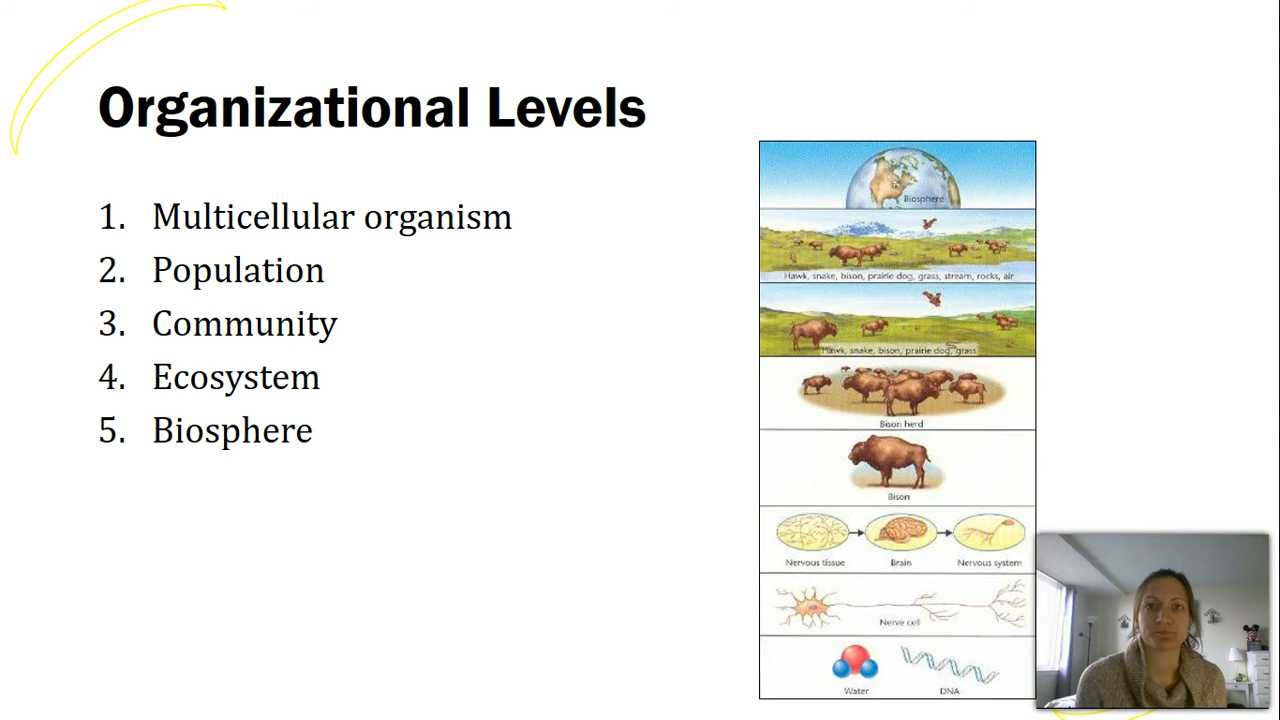 Organizational Levels
1. Multicellular organism
2. Population
3. Community
4. Ecosystem
5. Biosphere
Biosphere
Hawk, snake, bison, prairie dog, grass, stream, rocks, air
Hawk, snake, bison, prairie dog, grass
Bison herd
Bison
Nervous tissue Brain Nervous system
Nerve cell
Water DNA